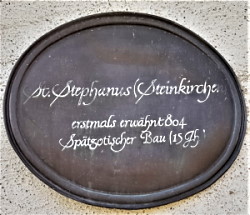 St. Stephanus (Steinkirche)
erstmals erwähnt 804
Spätgotischer Bau (15. Jh.)